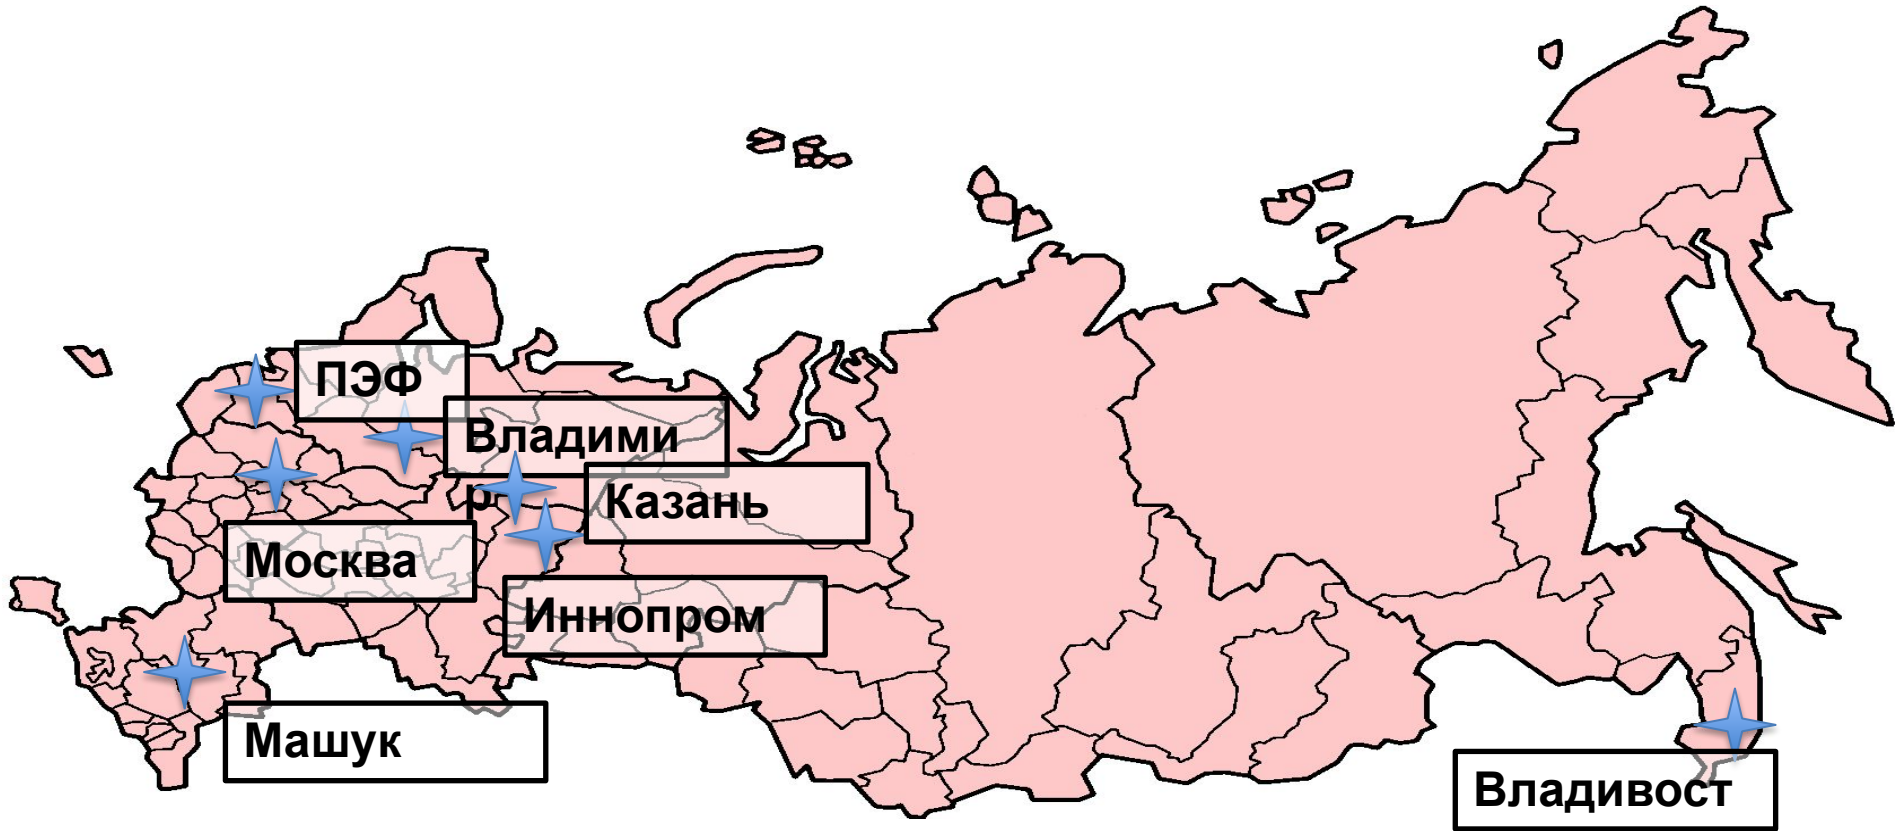 ПЭФ
Владими
р
Казань
Москва
Иннопром
Машук
Владивост